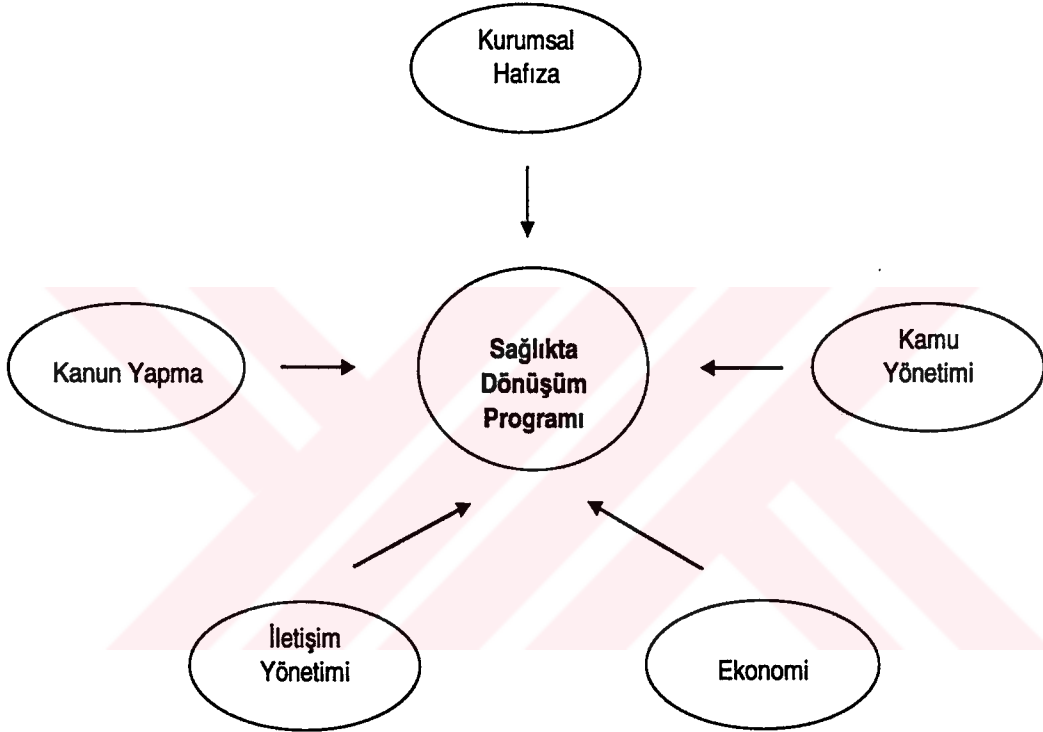 Kurumsal
Hafıza
Kanun Yapma
Sağlıkta
Dönüşüm
Programı
Kamu
Yönetimi
İletişim
Yönetimi
Ekonomi